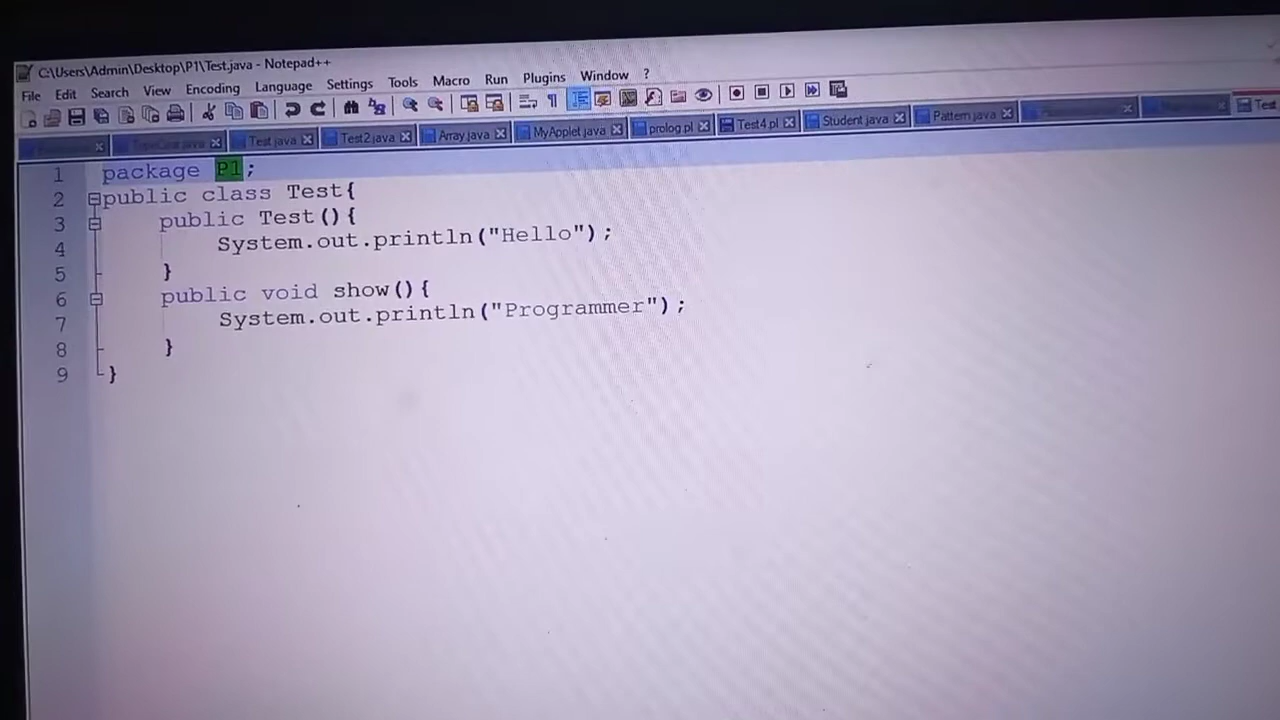 C:\Users\Admin\Desktop\P1\Test.java - Notepad++
File Edit Search View Encoding Language Settings Tools Macro Run Plugins Window ?
Test.java Test2.java Array.java MyApplet.java prolog.pl Test4.pl Student.java Pattern.java Test
1 package P1;
2 public class Test{
3 public Test(){
4 System.out.println("Hello");
5 }
6 public void show(){
7 System.out.println("Programmer");
8 }
9 }